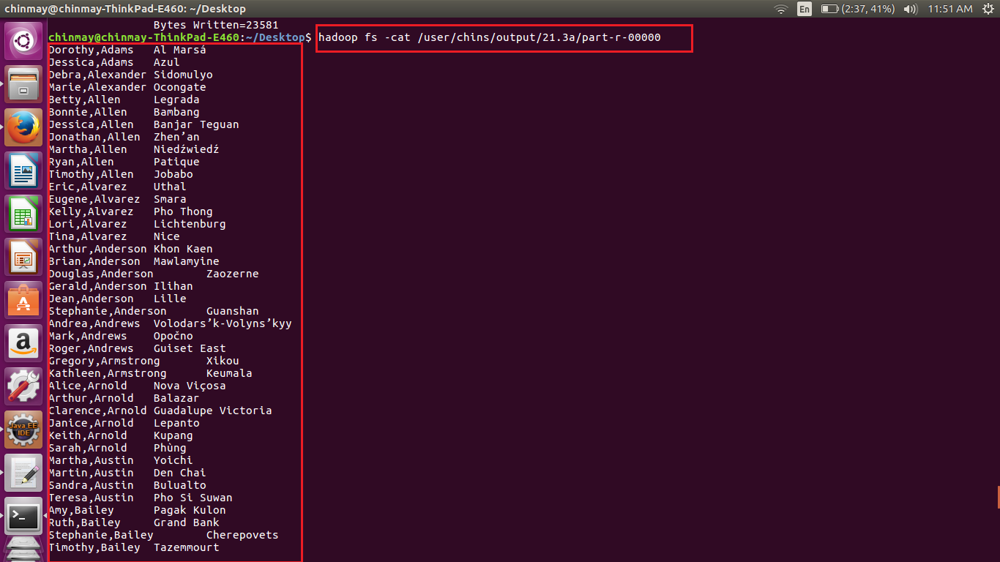 chinmay@chinmay-ThinkPad-E460: ~/Desktop En (2:37, 41%) 11:51 AM
Bytes Written=23581
chinmay@chinmay-ThinkPad-E460:~/Desktop$ hadoop fs -cat /user/chins/output/21.3a/part-r-00000
Dorothy,Adams Al Marsá
Jessica,Adams Azul
Debra,Alexander Sidomulyo
Marie,Alexander Ocongate
Betty,Allen Legrada
Bonnie,Allen Bambang
Jessica,Allen Banjar Teguan
Jonathan,Allen Zhen’an
Martha,Allen Niedźwiedź
Ryan,Allen Patique
Timothy,Allen Jobabo
Eric,Alvarez Uthal
Eugene,Alvarez Smara
Kelly,Alvarez Pho Thong
Lori,Alvarez Lichtenburg
Tina,Alvarez Nice
Arthur,Anderson Khon Kaen
Brian,Anderson Mawlamyine
Douglas,Anderson Zaozerne
Gerald,Anderson Ilihan
Jean,Anderson Lille
Stephanie,Anderson Guanshan
Andrea,Andrews Volodars’k-Volyns’kyy
Mark,Andrews Opočno
Roger,Andrews Guiset East
Gregory,Armstrong Xikou
Kathleen,Armstrong Keumala
Alice,Arnold Nova Viçosa
Arthur,Arnold Balazar
Clarence,Arnold Guadalupe Victoria
Janice,Arnold Lepanto
Keith,Arnold Kupang
Sarah,Arnold Phùng
Martha,Austin Yoichi
Martin,Austin Den Chai
Sandra,Austin Bulualto
Teresa,Austin Pho Si Suwan
Amy,Bailey Pagak Kulon
Ruth,Bailey Grand Bank
Stephanie,Bailey Cherepovets
Timothy,Bailey Tazemmourt
Java EE
IDE